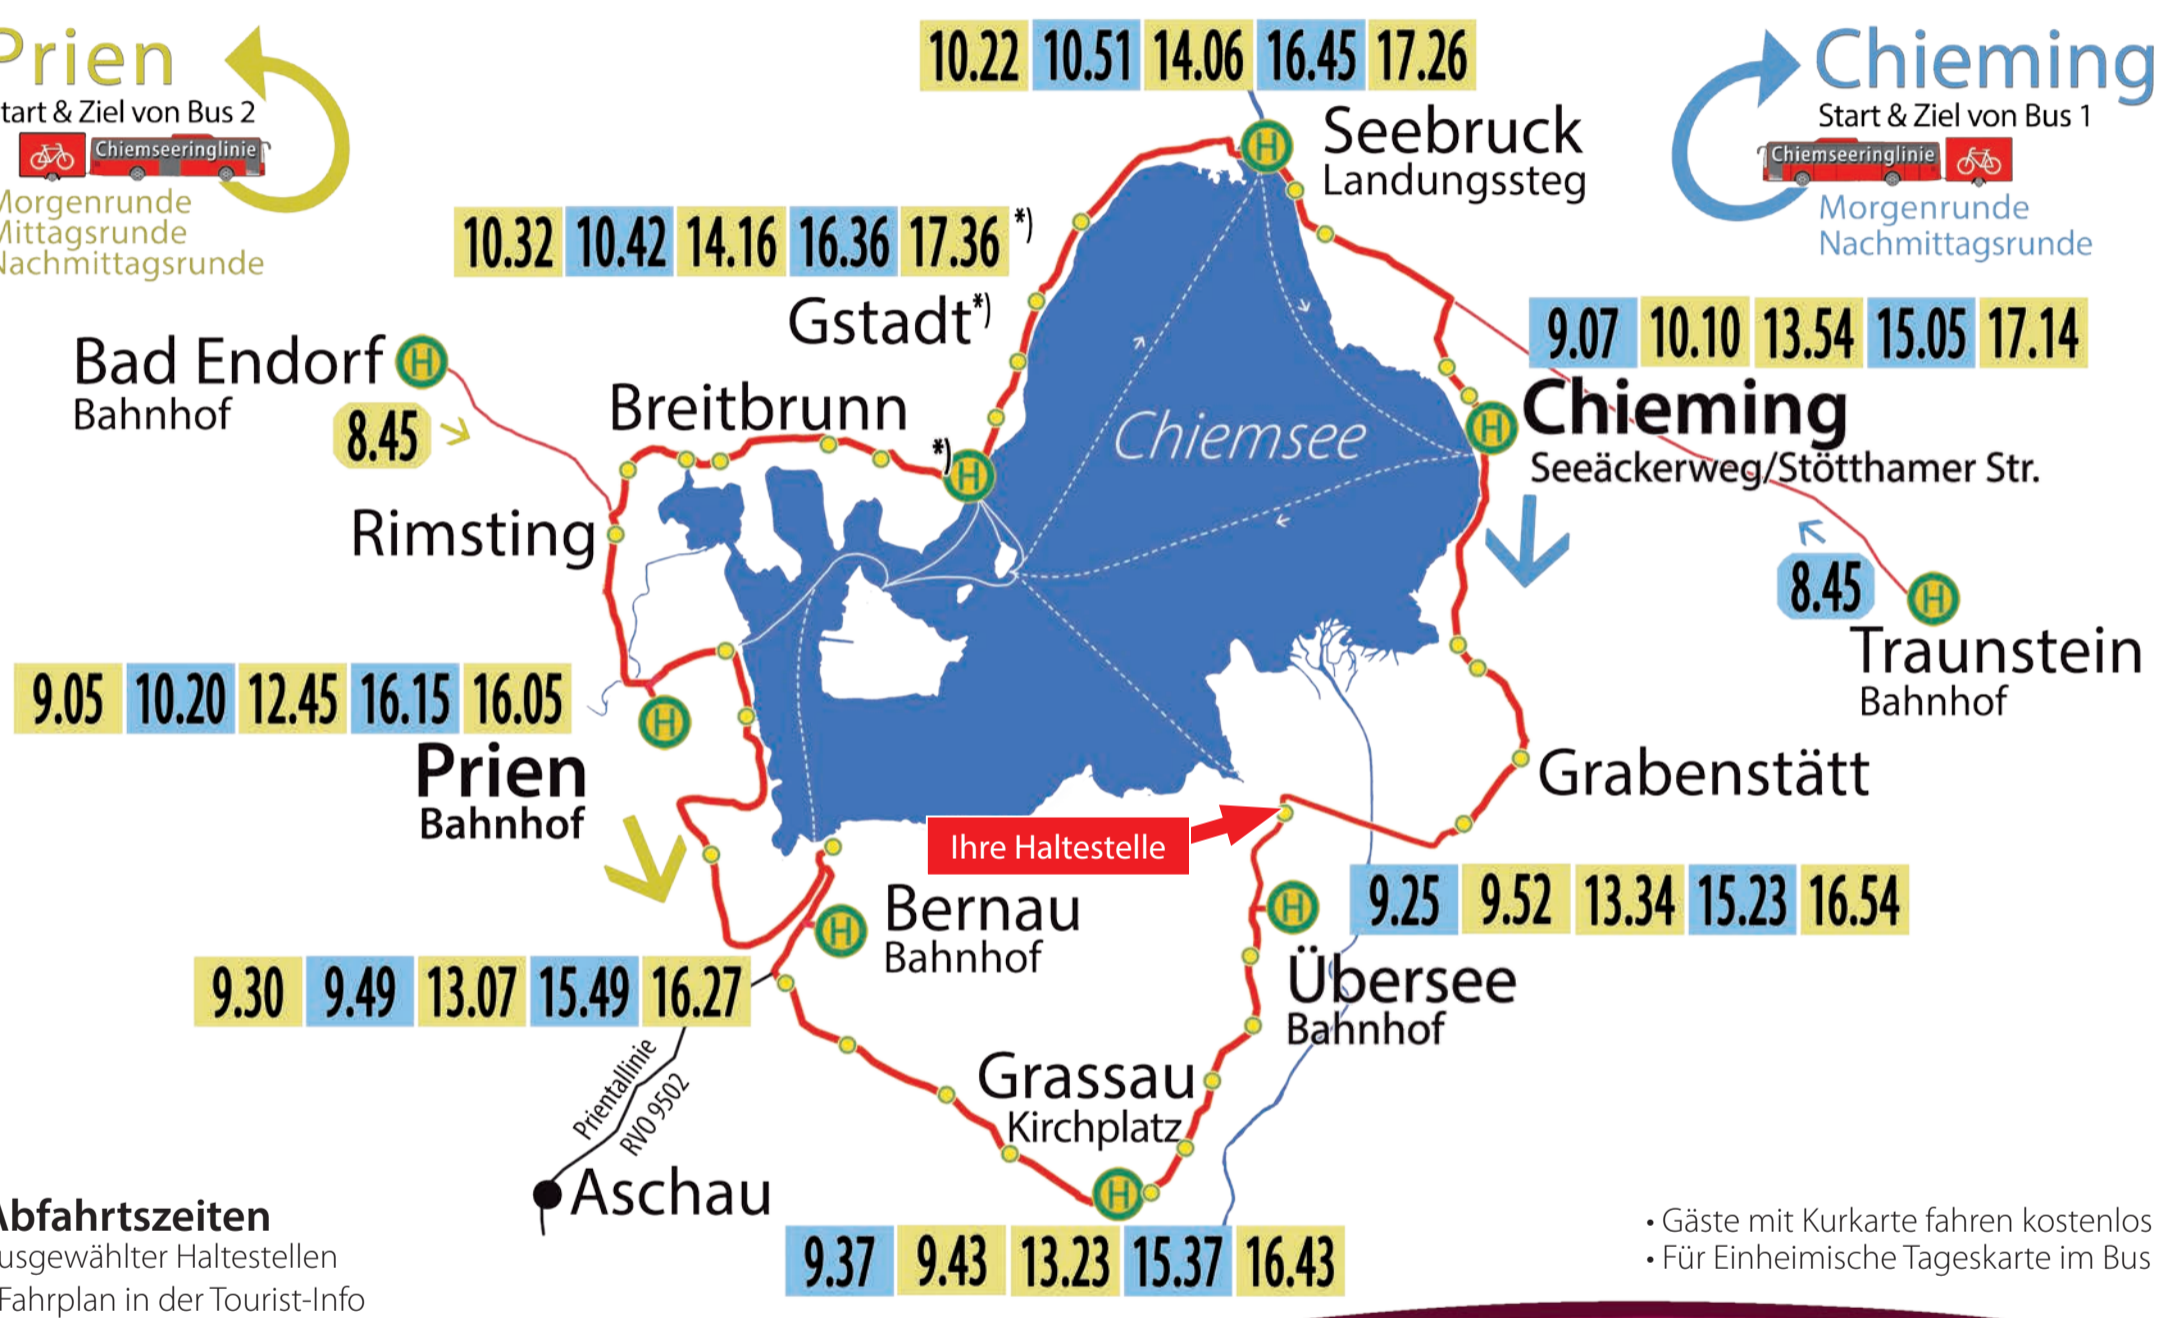 Prien
tart & Ziel von Bus 2
Chiemseeringlinie
Morgenrunde
Mittagsrunde
Nachmittagsrunde
10.22 10.51 14.06 16.45 17.26
Seebruck
Landungssteg
Chieming
Start & Ziel von Bus 1
Chiemseeringlinie
Morgenrunde
Nachmittagsrunde
10.32 10.42 14.16 16.36 17.36 *)
Gstadt*)
9.07 10.10 13.54 15.05 17.14
Chieming
Seeäckerweg/Stötthamer Str.
Bad Endorf H
Bahnhof
8.45
Breitbrunn
*)
H
H
H
Chiemsee
Rimsting
8.45
H
Traunstein
Bahnhof
9.05 10.20 12.45 16.15 16.05
H
Prien
Bahnhof
Grabenstätt
Ihre Haltestelle
9.25 9.52 13.34 15.23 16.54
H
Übersee
Bahnhof
H
Bernau
Bahnhof
9.30 9.49 13.07 15.49 16.27
Prientallinie
RVO 9502
Aschau
Grassau
Kirchplatz
H
9.37 9.43 13.23 15.37 16.43
Abfahrtszeiten
usgewählter Haltestellen
Fahrplan in der Tourist-Info
• Gäste mit Kurkarte fahren kostenlos
• Für Einheimische Tageskarte im Bus